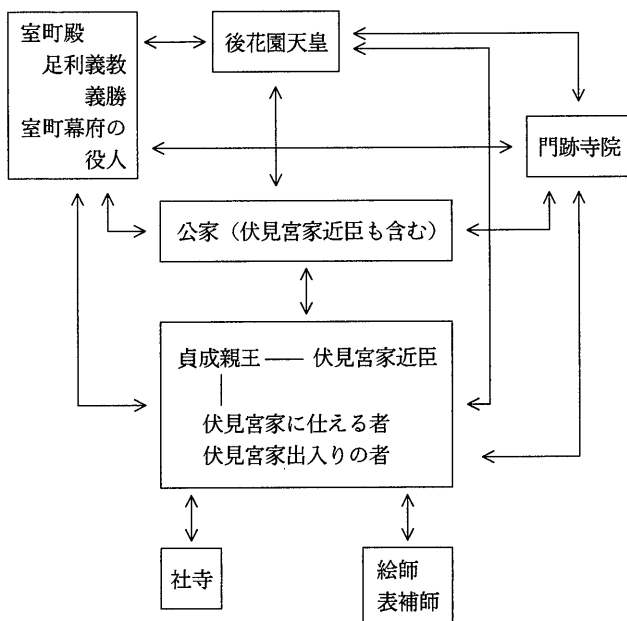 室町殿
足利義教
義勝
室町幕府の
役人
後花園天皇
門跡寺院
公家（伏見宮家近臣も含む）
貞成親王 ── 伏見宮家近臣
伏見宮家に仕える者
伏見宮家出入りの者
社寺
絵師
表補師